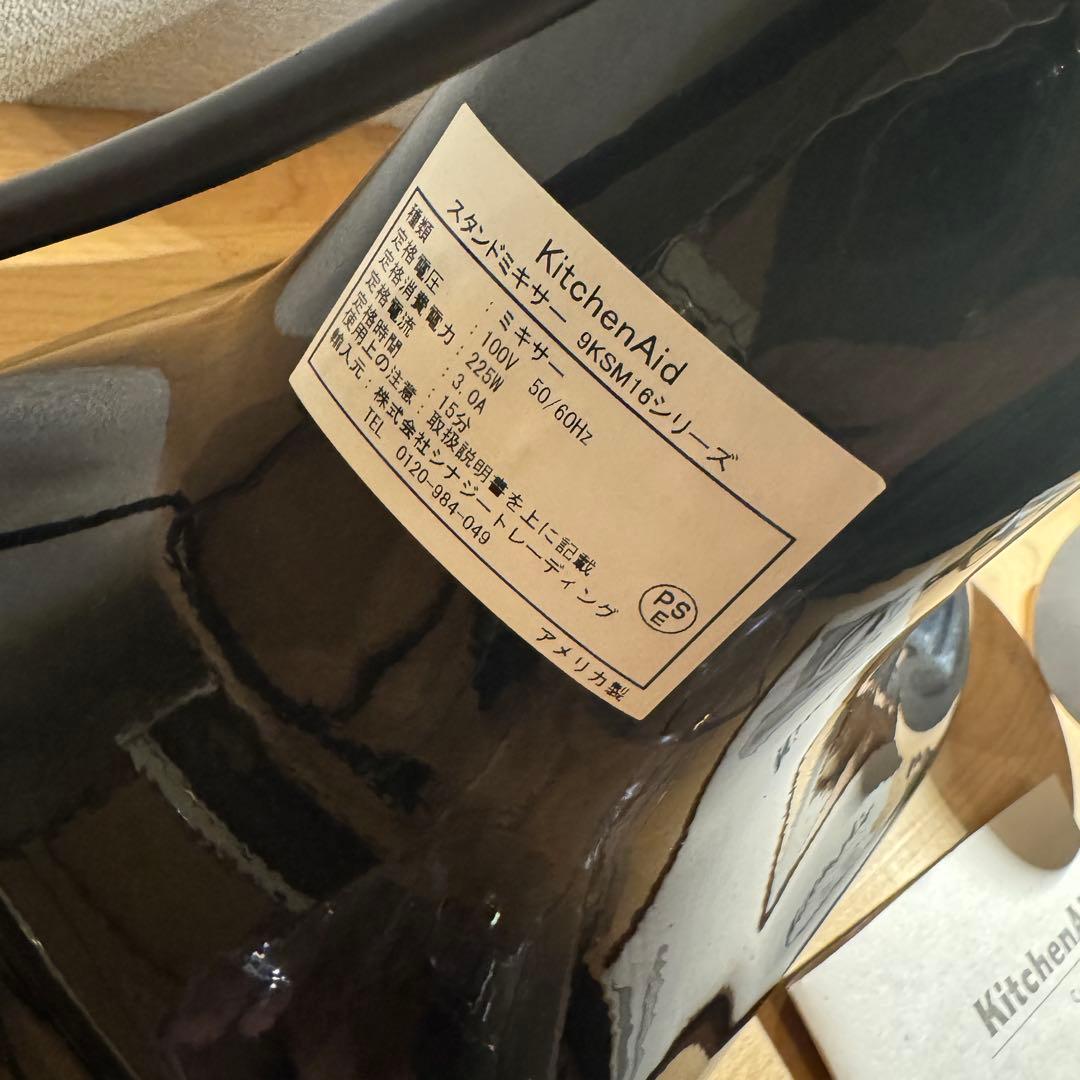 KitchenAid
スタンドミキサー 9KSM16シリーズ
種類 : ミキサー
定格電圧 : 100V 50/60Hz
定格消費電力 : 225W
定格電流 : 3.0A
定格時間 : 15分
使用上の注意 : 取扱説明書を上に記載
輸入元 : 株式会社シナジートレーディング
TEL 0120-984-049
PSE
アメリカ製
KitchenAi